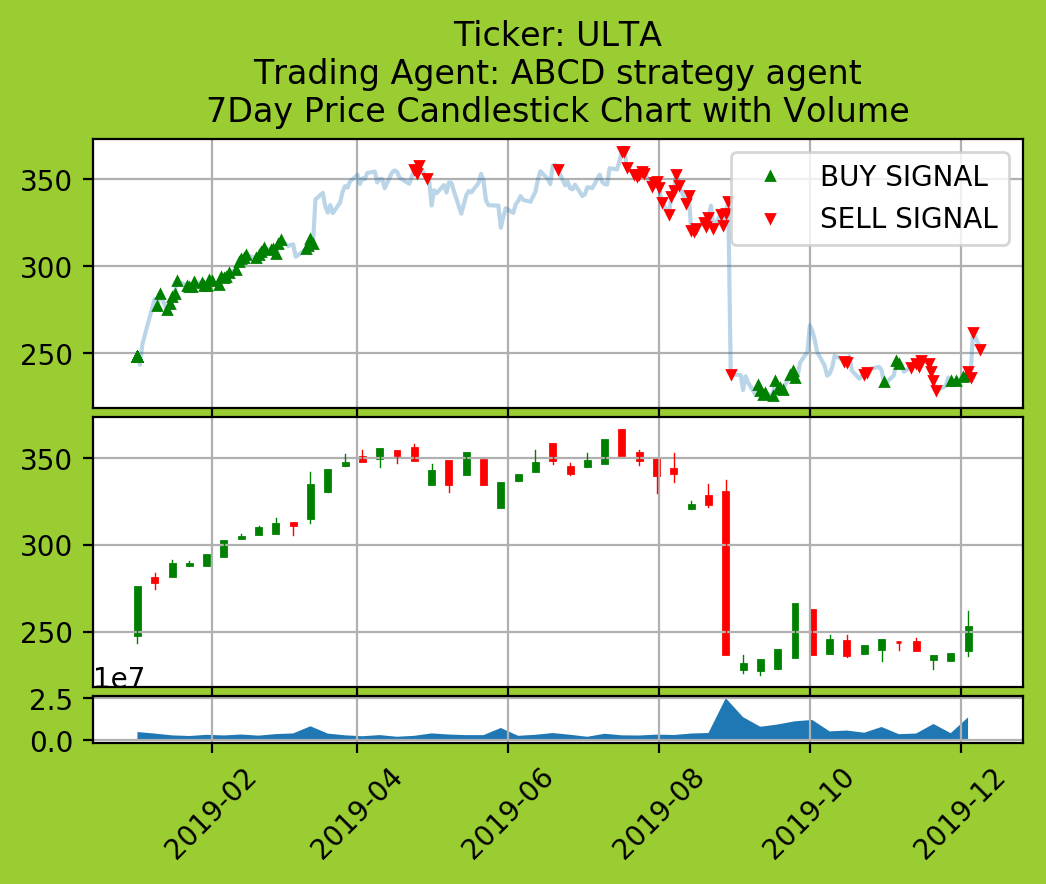 Ticker: ULTA
Trading Agent: ABCD strategy agent
7Day Price Candlestick Chart with Volume
BUY SIGNAL
SELL SIGNAL
350
300
250
350
300
250
1e7
2.5
0.0
2019-02
2019-04
2019-06
2019-08
2019-10
2019-12